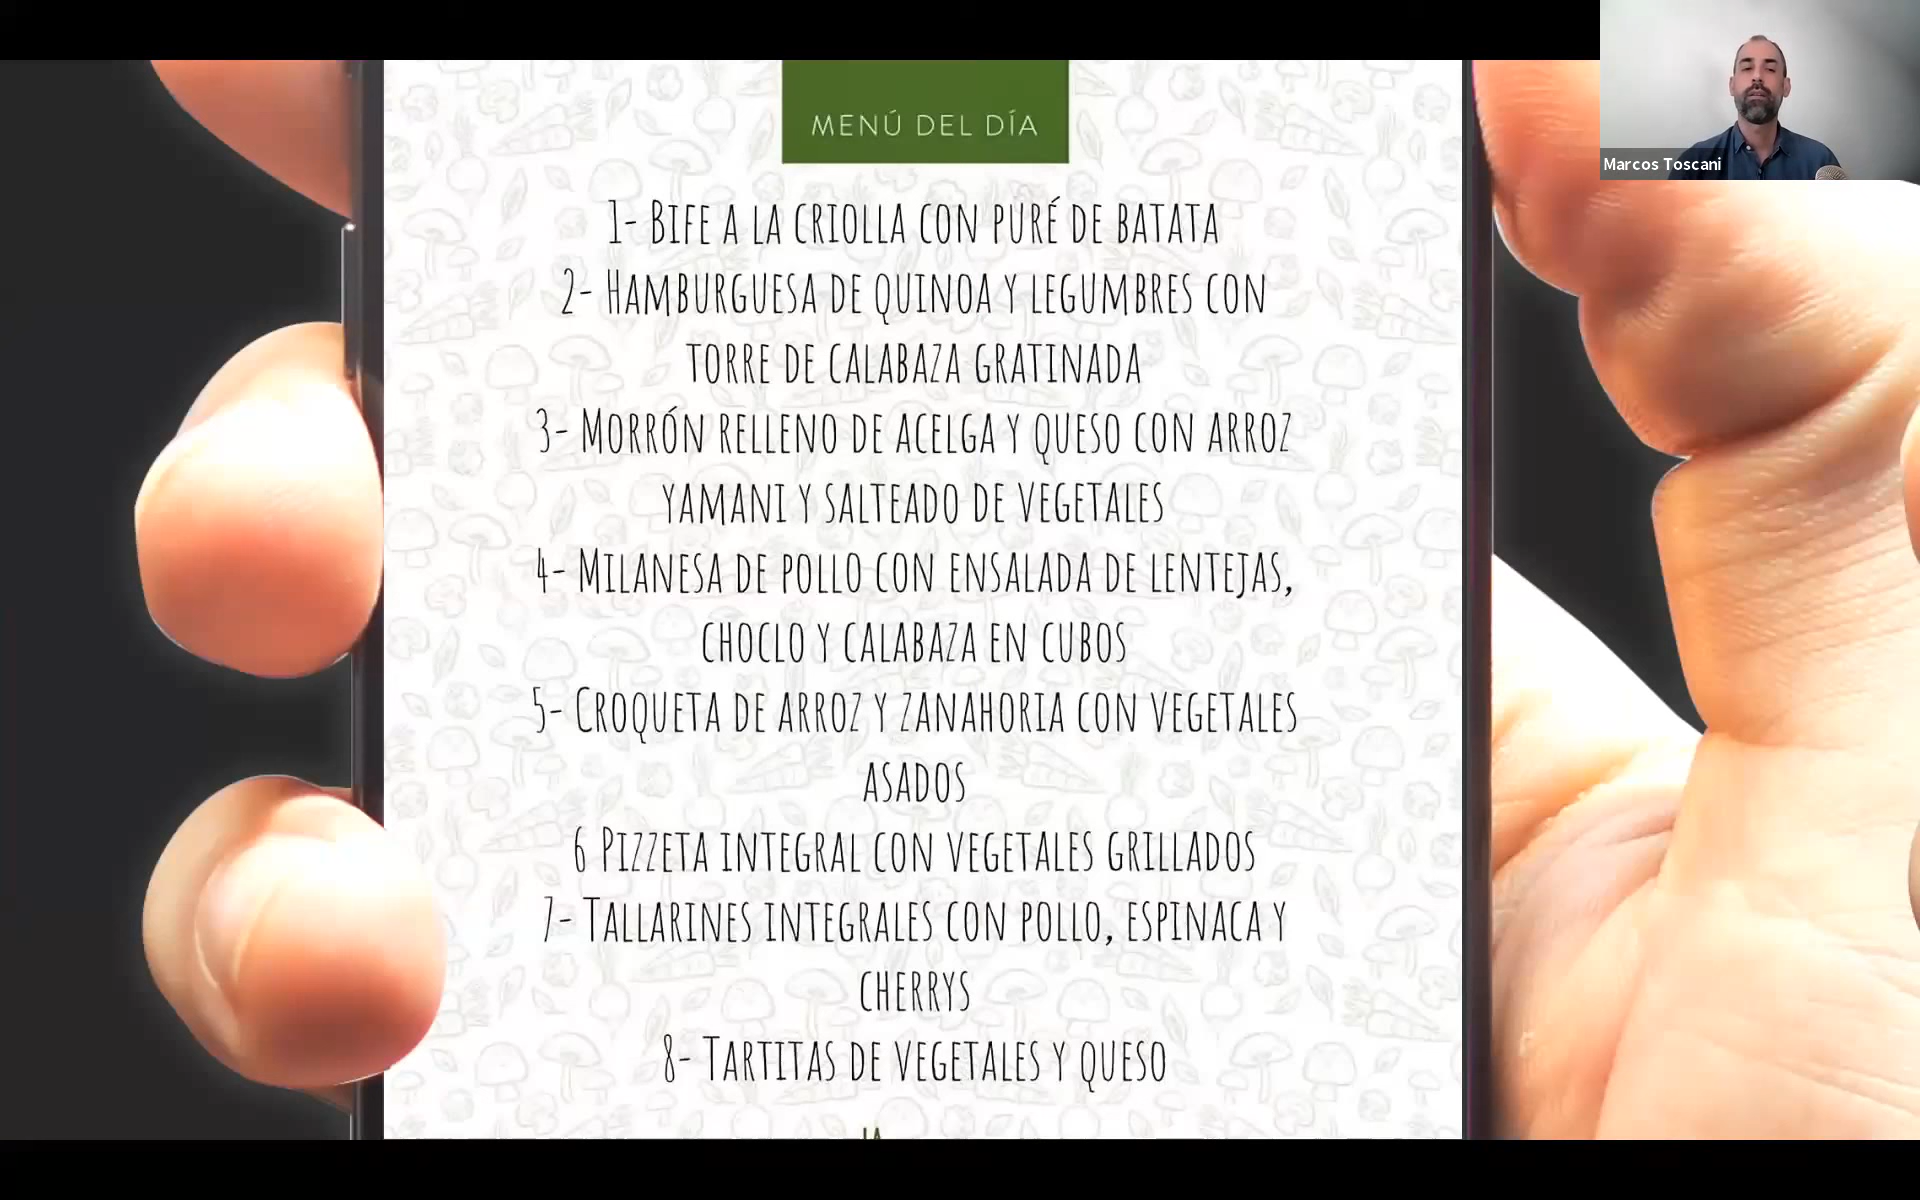 MENÚ DEL DÍA
Marcos Toscani
1- BIFE A LA CRIOLLA CON PURÉ DE BATATA
2- HAMBURGUESA DE QUINOA Y LEGUMBRES CON
TORRE DE CALABAZA GRATINADA
3- MORRÓN RELLENO DE ACELGA Y QUESO CON ARROZ
YAMANI Y SALTEADO DE VEGETALES
4- MILANESA DE POLLO CON ENSALADA DE LENTEJAS,
CHOCLO Y CALABAZA EN CUBOS
5- CROQUETA DE ARROZ Y ZANAHORIA CON VEGETALES
ASADOS
6 PIZZETA INTEGRAL CON VEGETALES GRILLADOS
7- TALLARINES INTEGRALES CON POLLO, ESPINACA Y
CHERRYS
8- TARTITAS DE VEGETALES Y QUESO